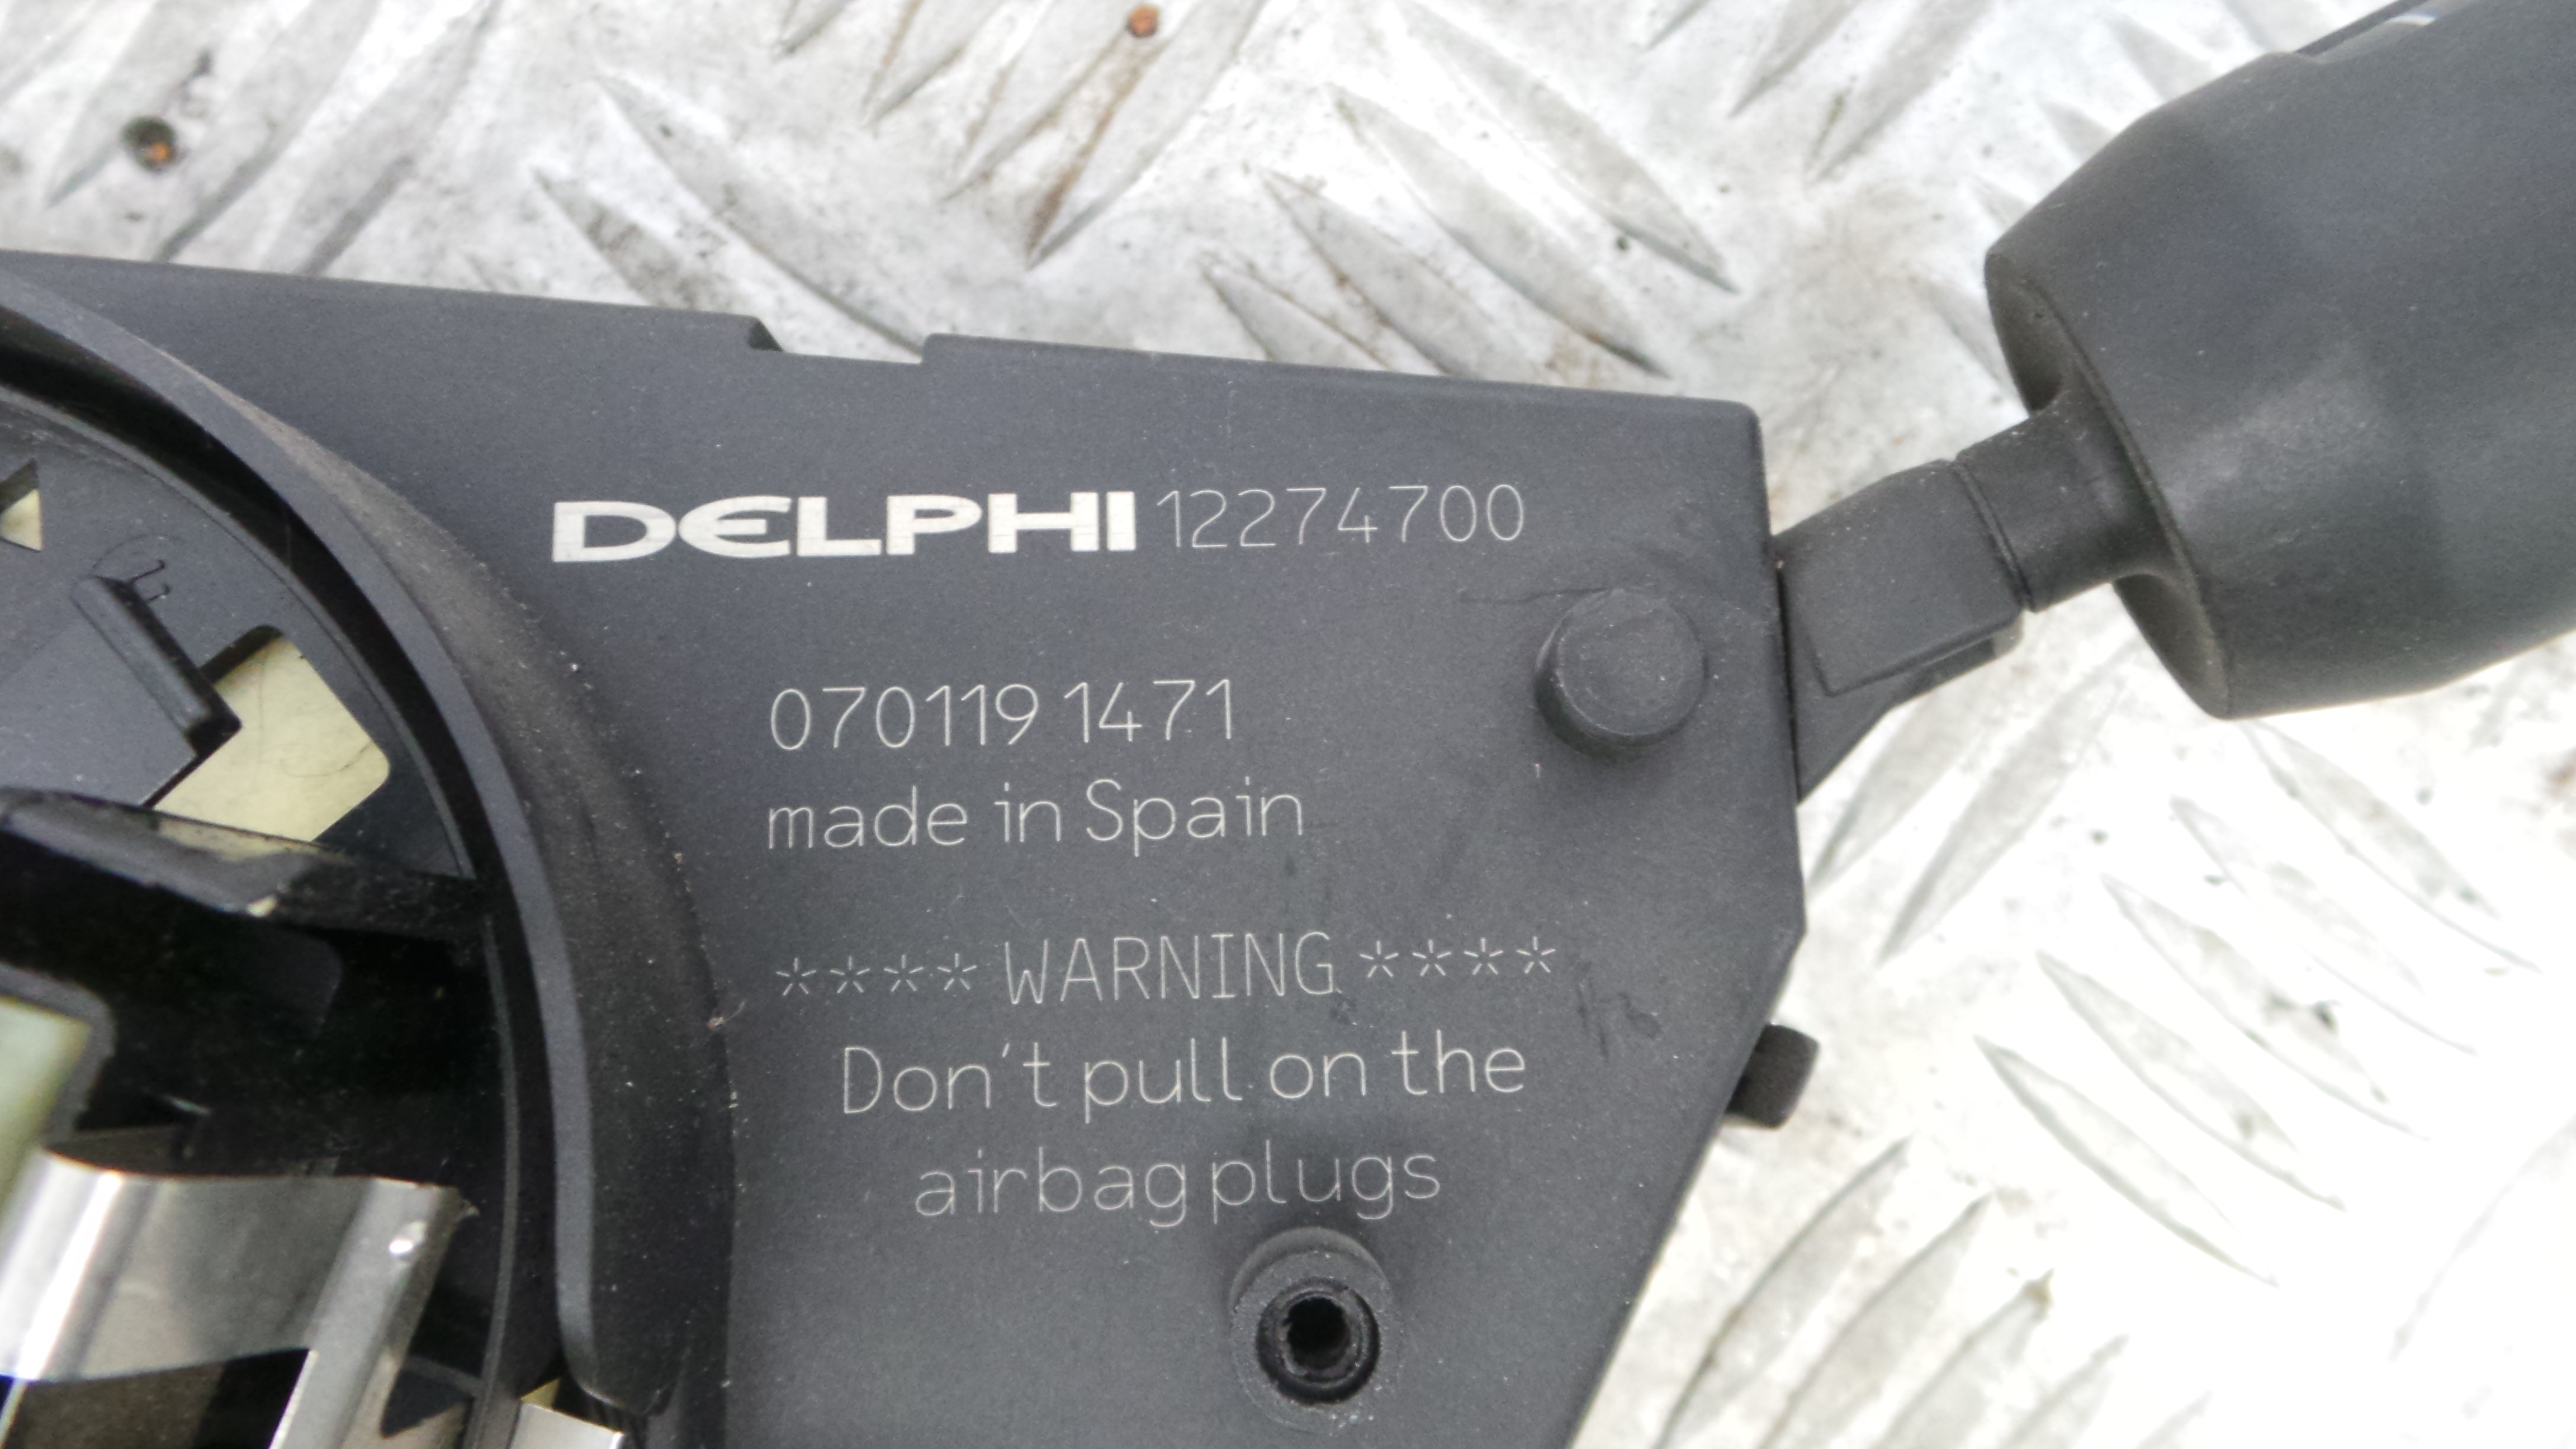 DELPHI 12274700
070119 1471
made in Spain
**** WARNING ****
Don't pull on the
airbag plugs